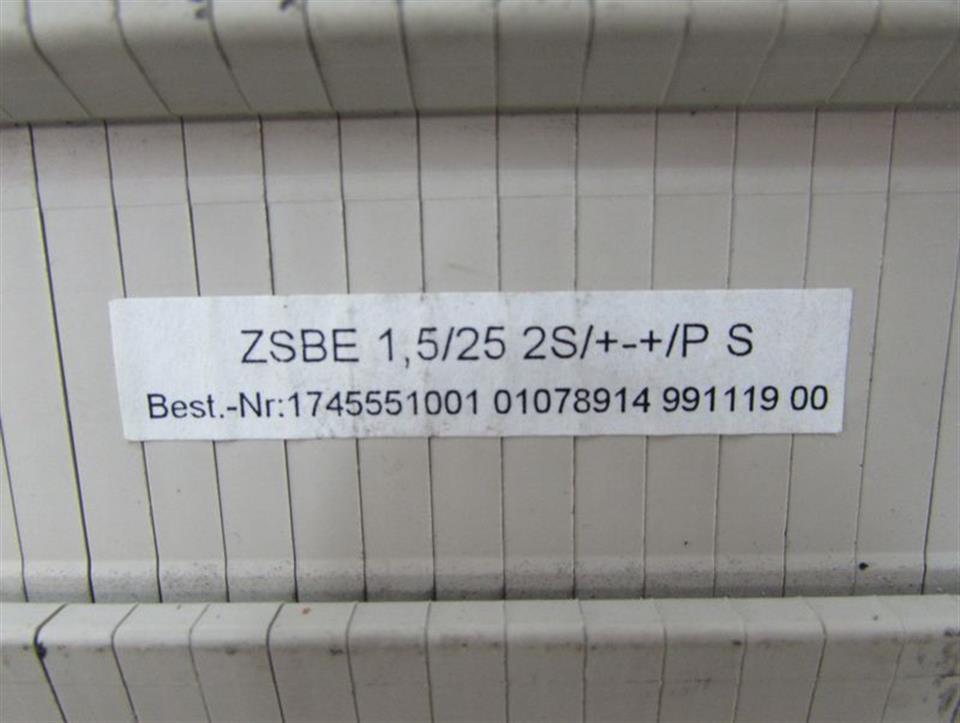 ZSBE 1,5/25 2S/+-+/P S
Best.-Nr:1745551001 01078914 991119 00